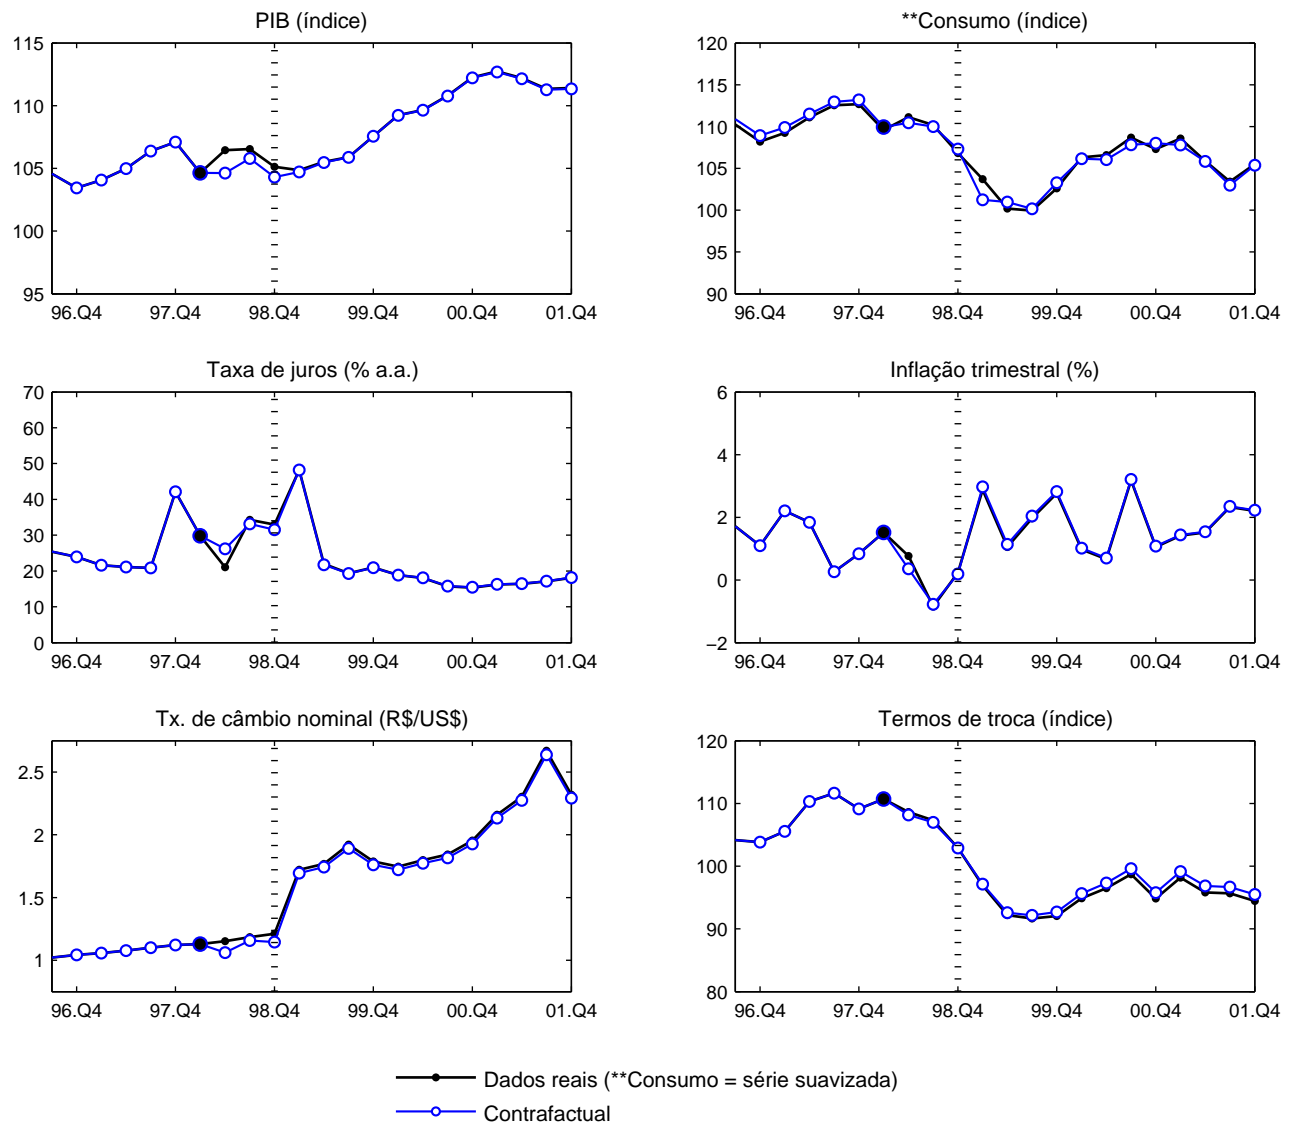 PIB (índice)
115
110
105
100
95
96.Q4 97.Q4 98.Q4 99.Q4 00.Q4 01.Q4
**Consumo (índice)
120
115
110
105
100
95
90
96.Q4 97.Q4 98.Q4 99.Q4 00.Q4 01.Q4
Taxa de juros (% a.a.)
70
60
50
40
30
20
10
0
96.Q4 97.Q4 98.Q4 99.Q4 00.Q4 01.Q4
Inflação trimestral (%)
6
4
2
0
−2
96.Q4 97.Q4 98.Q4 99.Q4 00.Q4 01.Q4
Tx. de câmbio nominal (R$/US$)
2.5
2
1.5
1
96.Q4 97.Q4 98.Q4 99.Q4 00.Q4 01.Q4
Termos de troca (índice)
120
110
100
90
80
96.Q4 97.Q4 98.Q4 99.Q4 00.Q4 01.Q4
Dados reais (**Consumo = série suavizada)
Contrafactual